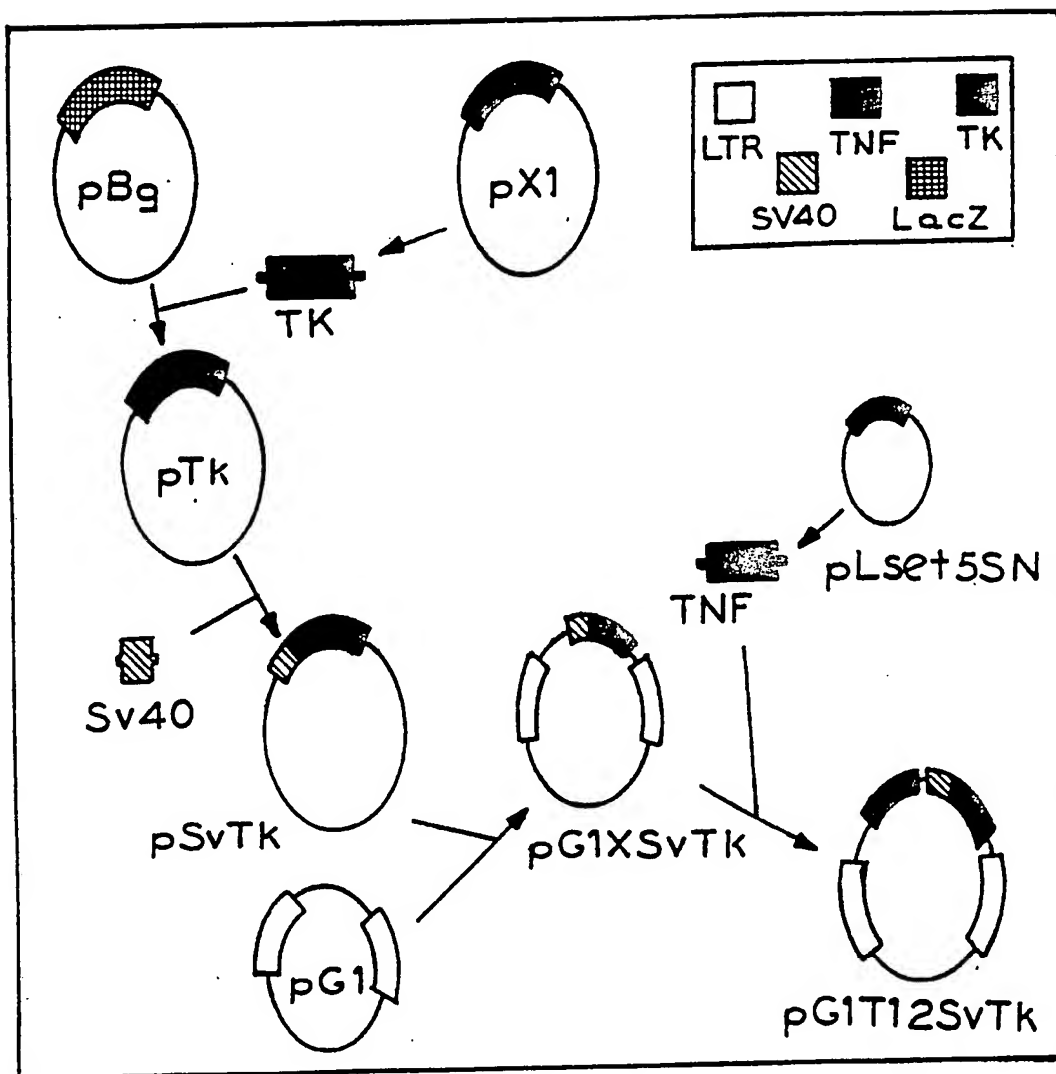 pBg
pX1
LTR
TNF
TK
SV40
LacZ
TK
pTk
pLset5SN
TNF
Sv40
pSvTk
pG1XSvTk
pG1
pG1T12SvTk